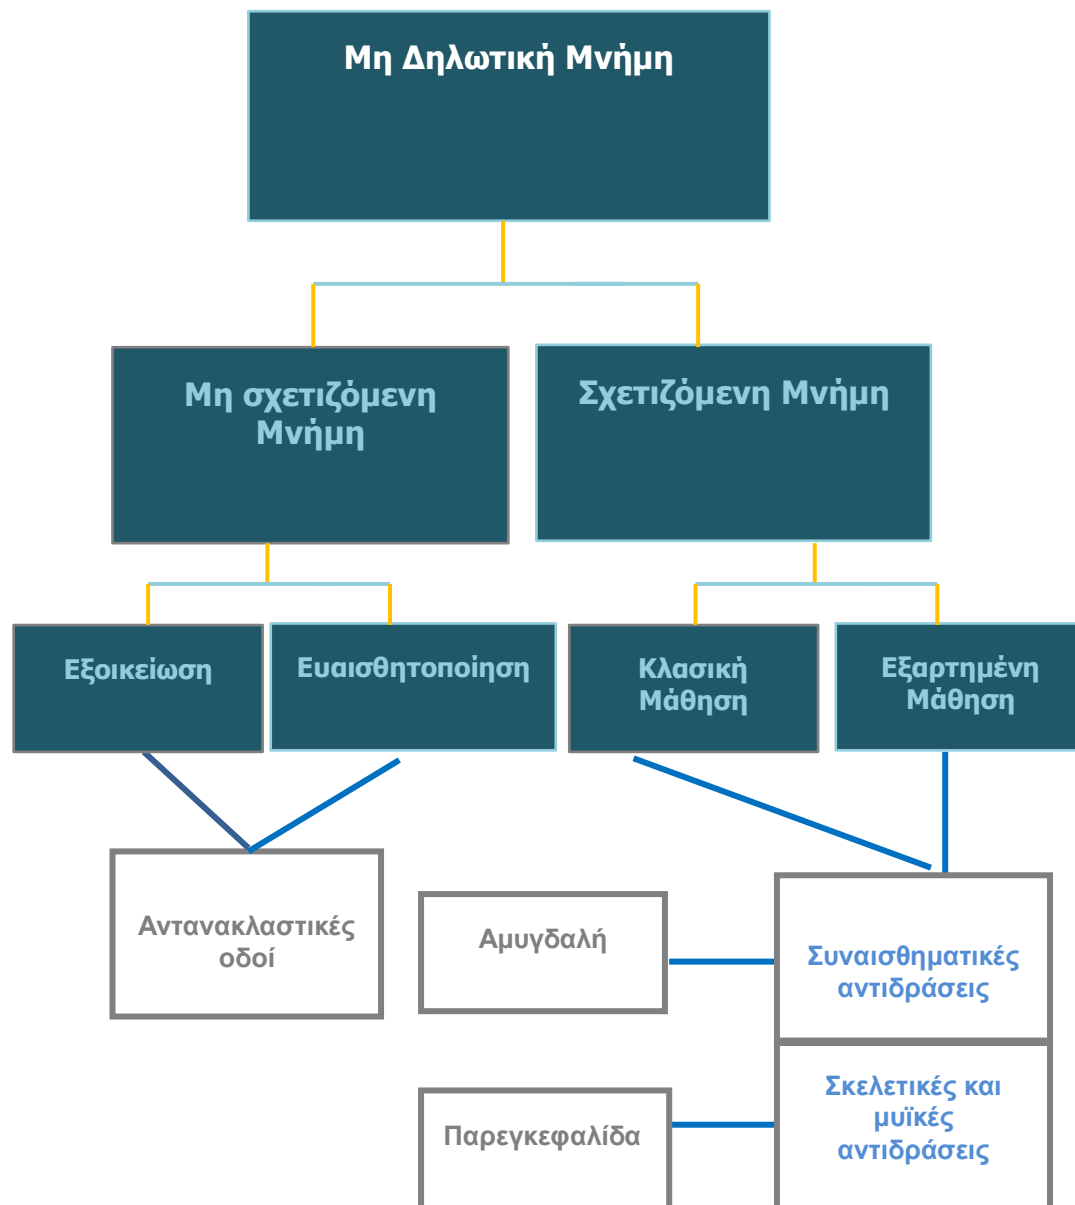 Μη Δηλωτική Μνήμη
Μη σχετιζόμενη
Μνήμη
Σχετιζόμενη Μνήμη
Εξοικείωση
Ευαισθητοποίηση
Κλασική
Μάθηση
Εξαρτημένη
Μάθηση
Αντανακλαστικές
οδοί
Αμυγδαλή
Συναισθηματικές
αντιδράσεις
Παρεγκεφαλίδα
Σκελετικές και
μυϊκές
αντιδράσεις